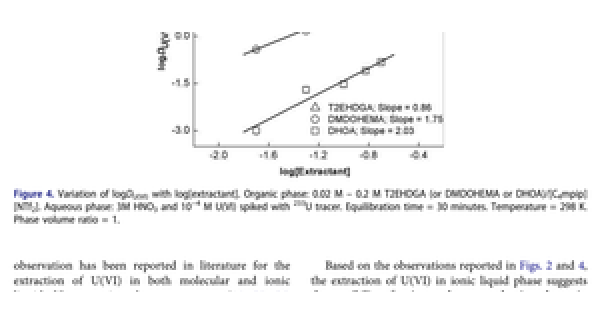 logD_U(VI)
0.0
-1.5
-3.0
T2EHDGA; Slope = 0.86
DMDOHEMA; Slope = 1.75
DHOA; Slope = 2.03
-2.0 -1.6 -1.2 -0.8 -0.4
log[Extractant]
Figure 4. Variation of logD_U(VI) with log[extractant]. Organic phase: 0.02 M – 0.2 M T2EHDGA (or DMDOHEMA or DHOA)/[C₄mpip]
[NTf₂]. Aqueous phase: 3M HNO₃ and 10⁻⁴ M U(VI) spiked with ²³³U tracer. Equilibration time = 30 minutes. Temperature = 298 K.
Phase volume ratio = 1.
observation has been reported in literature for the
extraction of U(VI) in both molecular and ionic
Based on the observations reported in Figs. 2 and 4,
the extraction of U(VI) in ionic liquid phase suggests